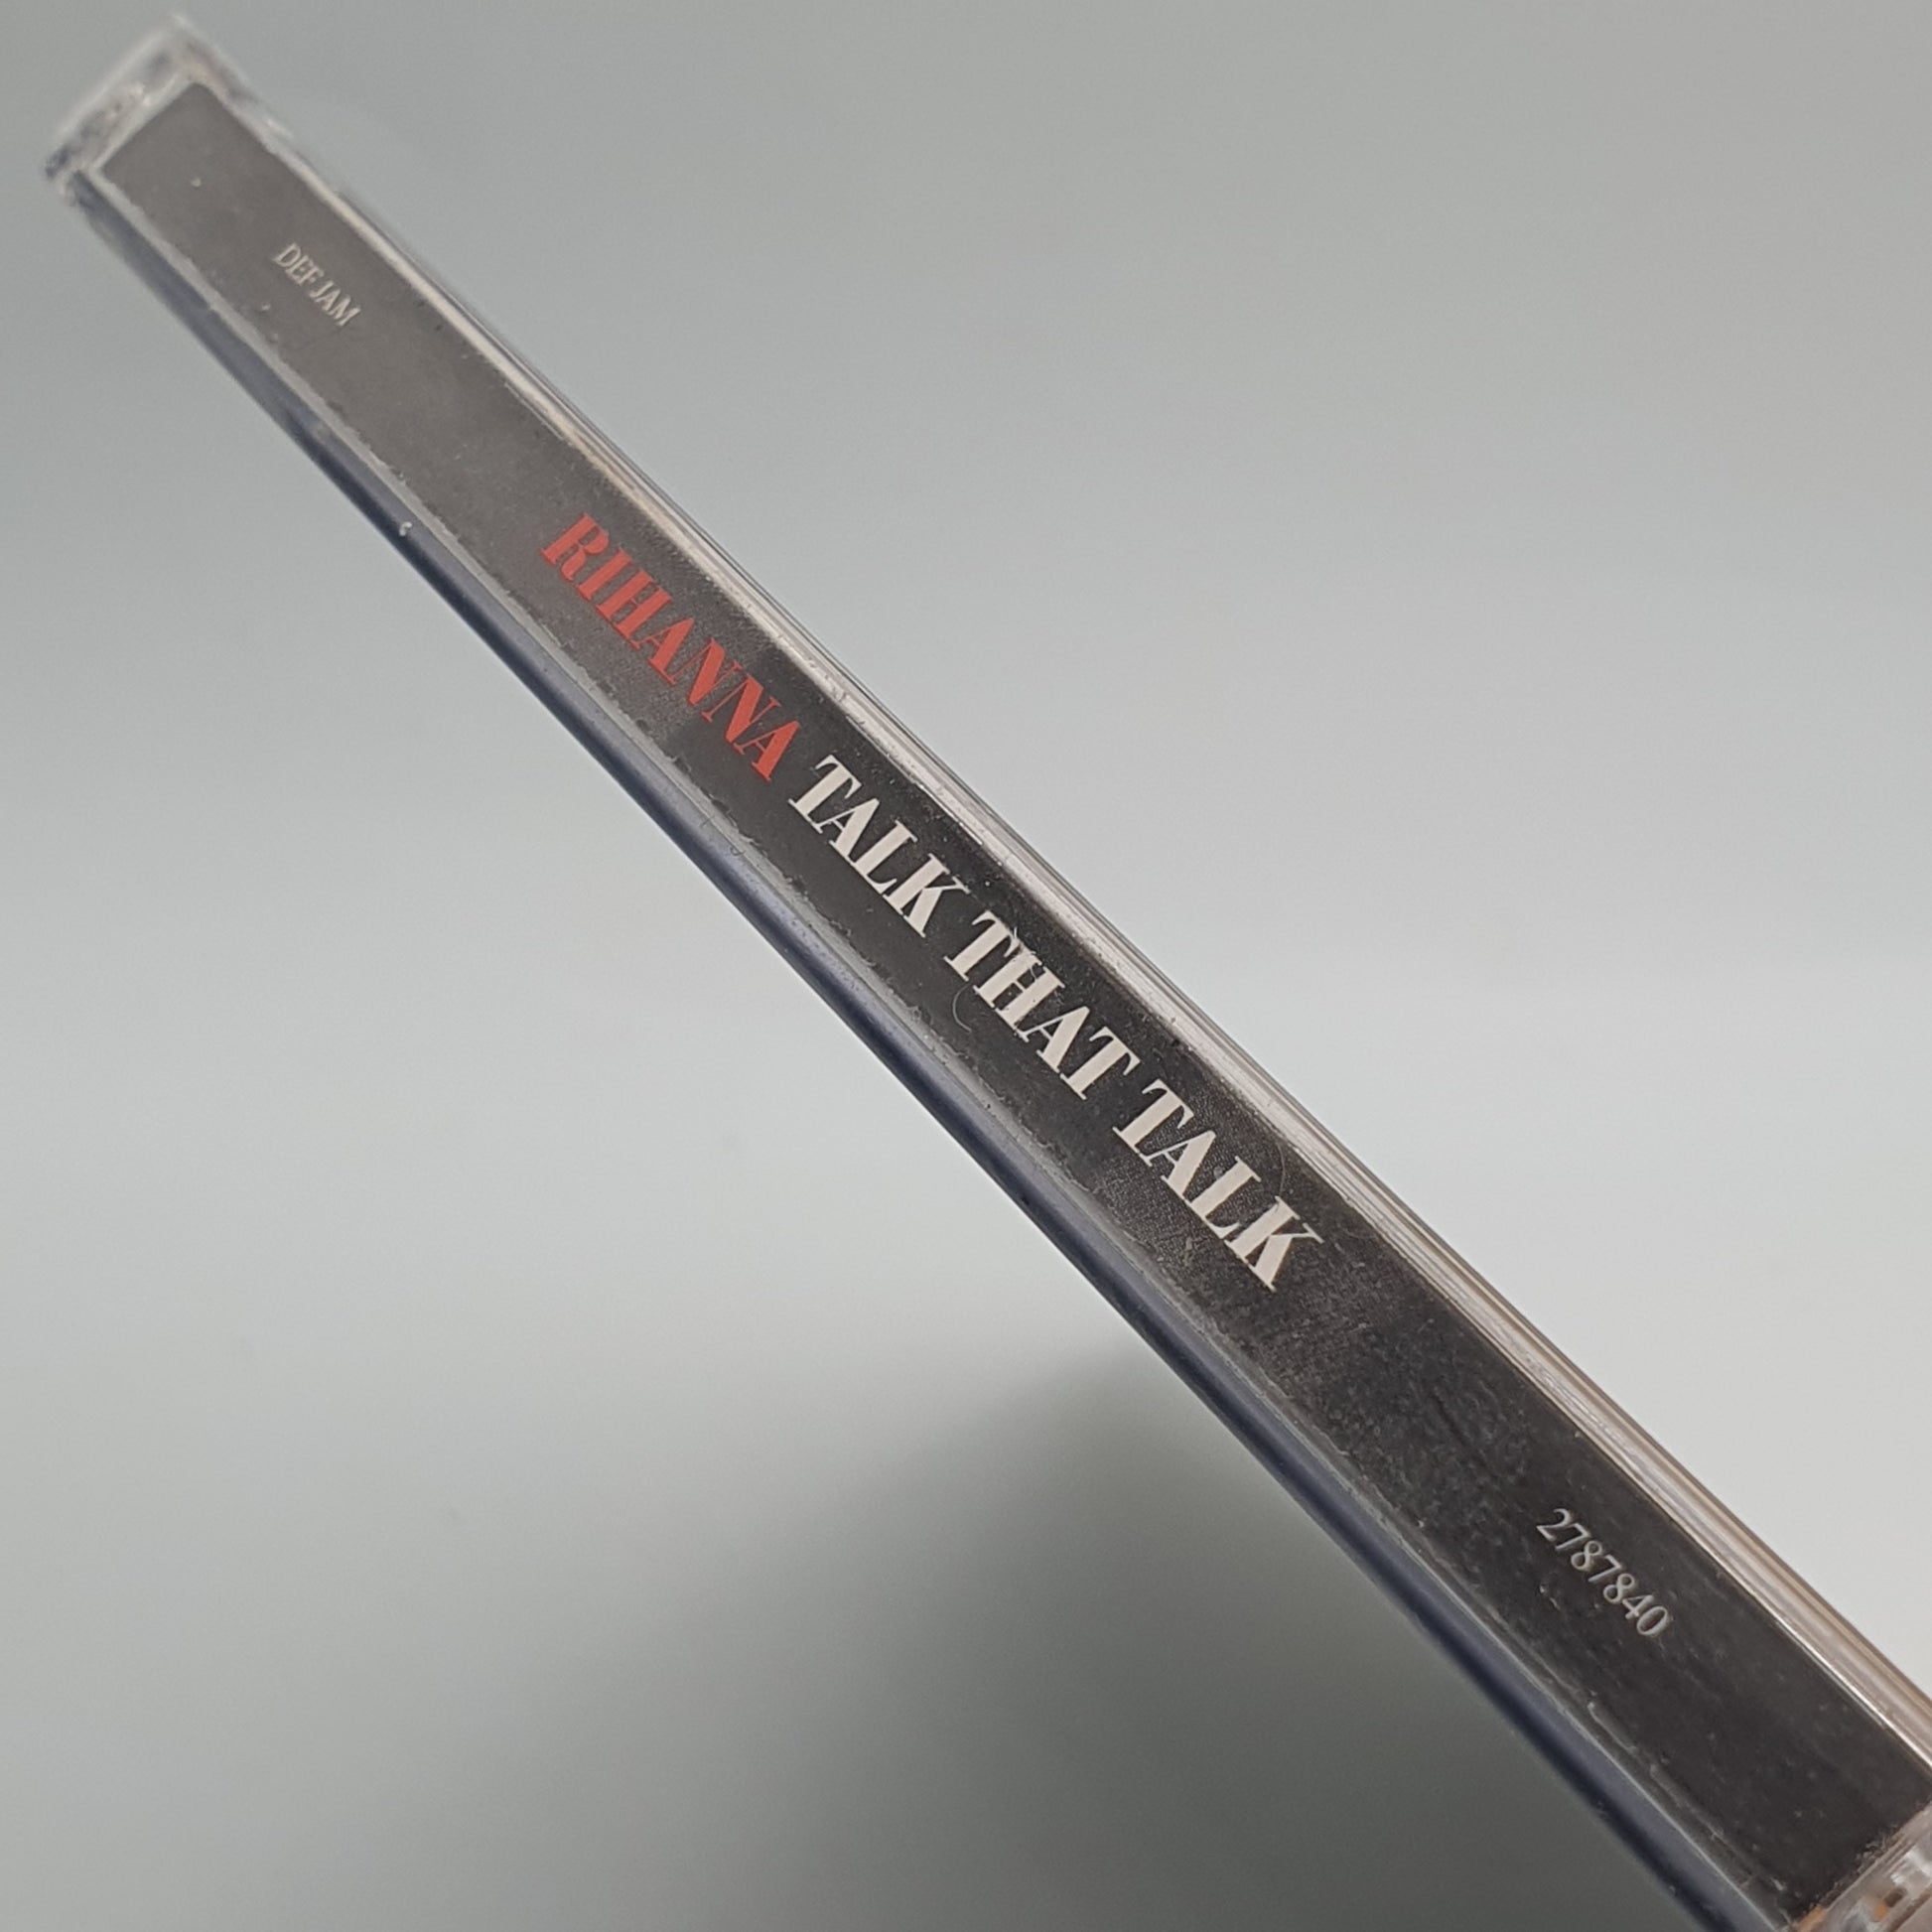 DEF JAM
RIHANNA TALK THAT TALK
2787840